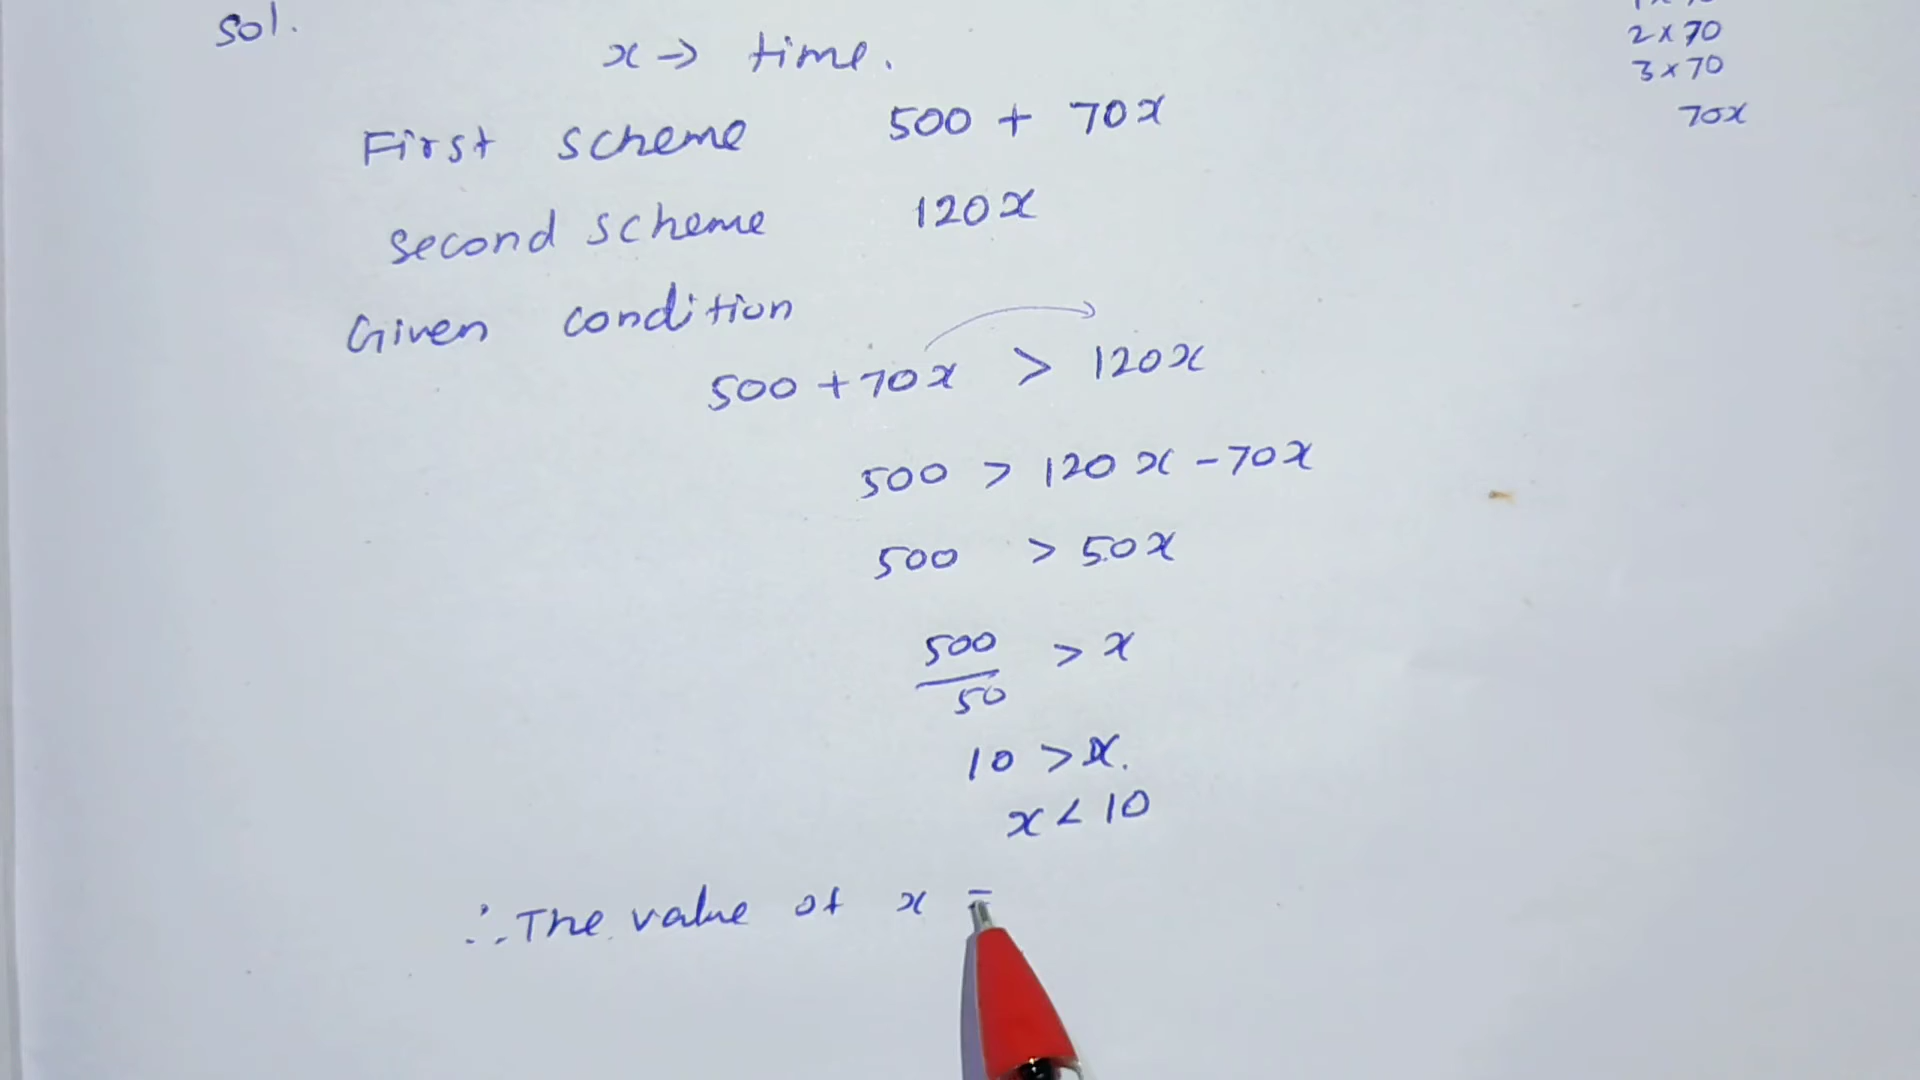 sol.
x → time.
First scheme 500 + 70x
second scheme 120x
Given condition
500 + 70x > 120x
500 > 120x - 70x
500 > 50x
500/50 > x
10 > x.
x < 10
∴ The value of x =
2 x 70
3 x 70
70x